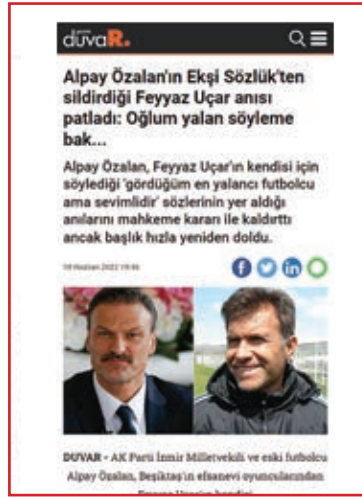 duvaR.
Alpay Özalan'ın Ekşi Sözlük'ten
sildirdiği Feyyaz Uçar anısı
patladı: Oğlum yalan söyleme
bak...
Alpay Özalan, Feyyaz Uçar'ın kendisi için
söylediği 'gördüğüm en yalancı futbolcu
ama sevimlidir' sözlerinin yer aldığı
anılarını mahkeme kararı ile kaldırttı
ancak başlık hızla yeniden doldu.
Haziran 2022
DUVAR - AK Parti İzmir Milletvekili ve eski futbolcu
Alpay Özalan, Beşiktaş'ın efsanevi oyuncularından